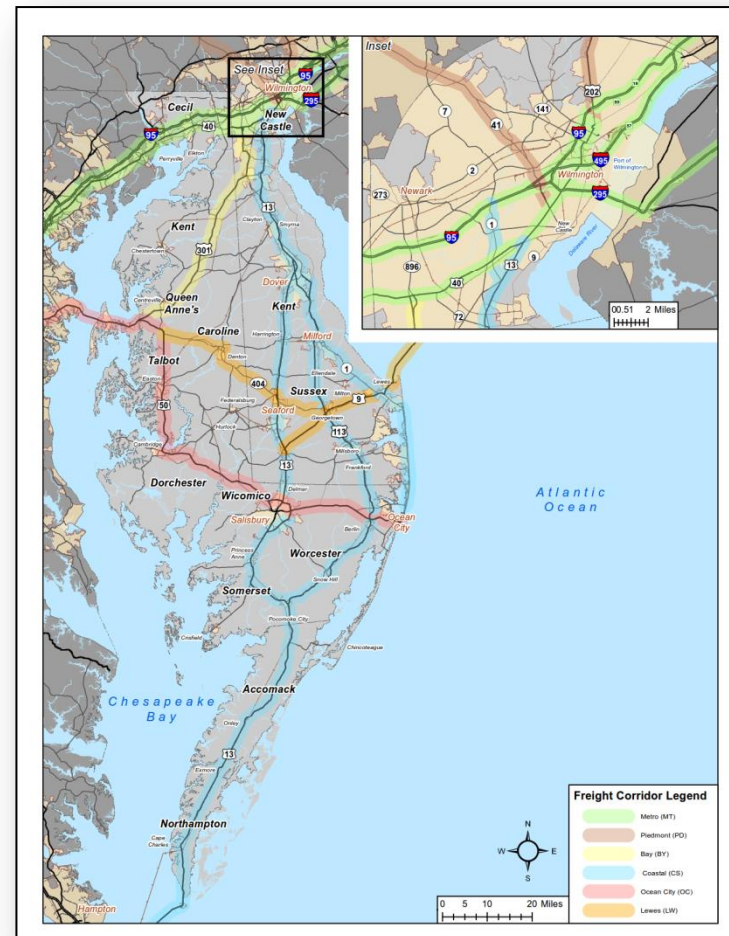 See Inset
95
Wilmington
295
Cecil
New
Castle
95
40
Elkton
Perryville
13
Kent
Clayton
Smyrna
301
Chestertown
Dover
Queen
Anne's
Centreville
Kent
Caroline
Harrington
Milford
Talbot
Denton
Ellendale
1
Easton
404
Sussex
Milton
Lewes
50
Federalsburg
Seaford
9
Georgetown
Hurlock
113
Cambridge
13
Millsboro
Frankford
Dorchester
Delmar
Wicomico
Salisbury
Ocean
City
Berlin
Princess
Anne
Worcester
Snow Hill
Somerset
Pocomoke City
Crisfield
Chincoteague
Accomack
Chesapeake
Bay
Onley
13
Exmore
Northampton
Cape
Charles
Hampton
Atlantic
Ocean
Inset
202
7
141
95
41
2
495
Port of
Wilmington
Wilmington
273
Newark
295
1
New
Castle
95
Delaware River
13
9
896
40
72
00.51 2 Miles
N
W E
S
0 5 10 20 Miles
Freight Corridor Legend
Metro (MT)
Piedmont (PD)
Bay (BY)
Coastal (CS)
Ocean City (OC)
Lewes (LW)